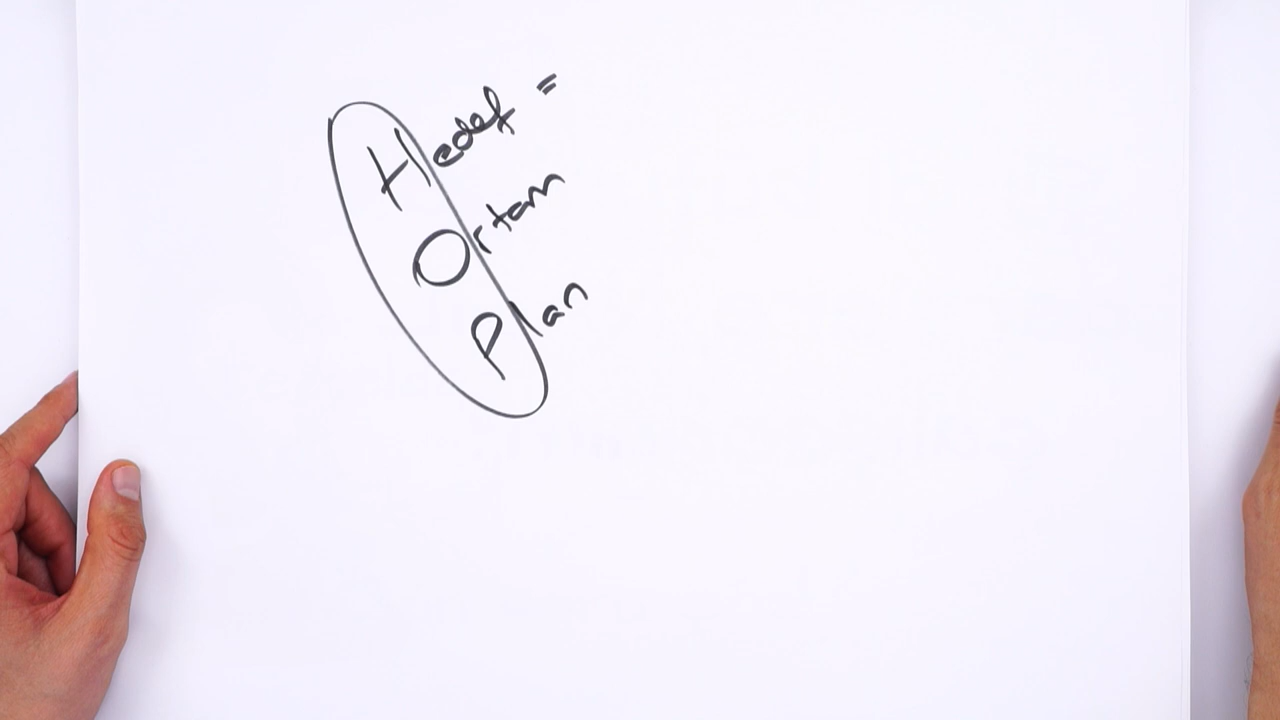 Hedef =
Ortam
Plan